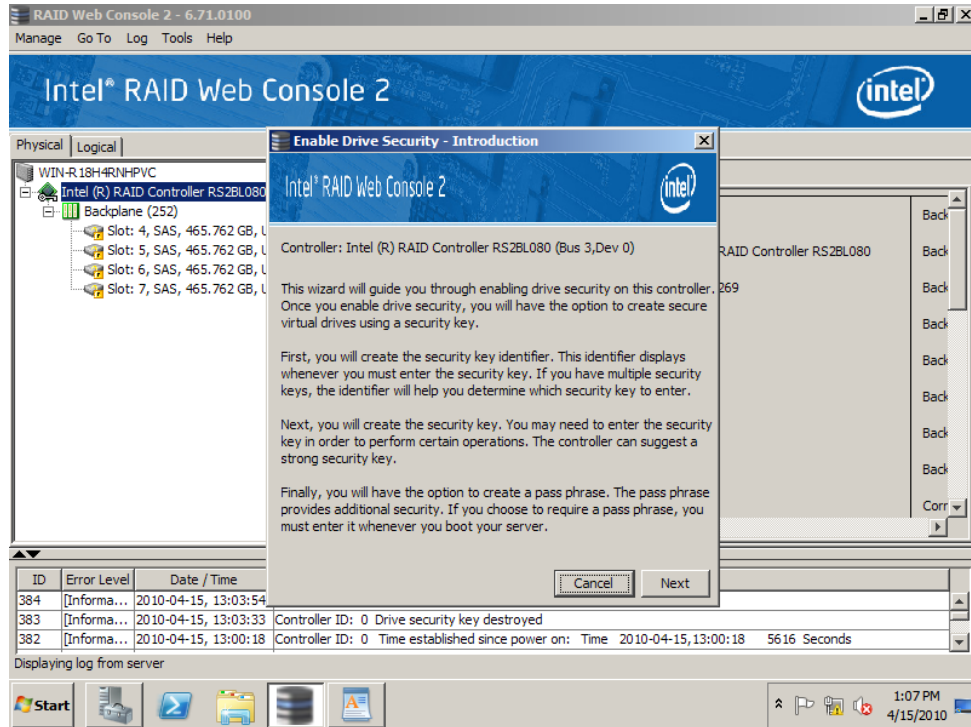 RAID Web Console 2 - 6.71.0100
Manage Go To Log Tools Help
Intel® RAID Web Console 2
intel
Physical Logical
WIN-R18H4RNHPVC
Intel (R) RAID Controller RS2BL080
Backplane (252)
Slot: 4, SAS, 465.762 GB, U
Slot: 5, SAS, 465.762 GB, U
Slot: 6, SAS, 465.762 GB, U
Slot: 7, SAS, 465.762 GB, U
Enable Drive Security - Introduction
Intel® RAID Web Console 2
intel
Controller: Intel (R) RAID Controller RS2BL080 (Bus 3,Dev 0)
This wizard will guide you through enabling drive security on this controller.
Once you enable drive security, you will have the option to create secure
virtual drives using a security key.
First, you will create the security key identifier. This identifier displays
whenever you must enter the security key. If you have multiple security
keys, the identifier will help you determine which security key to enter.
Next, you will create the security key. You may need to enter the security
key in order to perform certain operations. The controller can suggest a
strong security key.
Finally, you will have the option to create a pass phrase. The pass phrase
provides additional security. If you choose to require a pass phrase, you
must enter it whenever you boot your server.
Cancel Next
Back
RAID Controller RS2BL080 Back
269 Back
Back
Back
Back
Back
Back
Corr
ID Error Level Date / Time
384 [Informa... 2010-04-15, 13:03:54
383 [Informa... 2010-04-15, 13:03:33 Controller ID: 0 Drive security key destroyed
382 [Informa... 2010-04-15, 13:00:18 Controller ID: 0 Time established since power on: Time 2010-04-15,13:00:18 5616 Seconds
Displaying log from server
Start
1:07 PM
4/15/2010